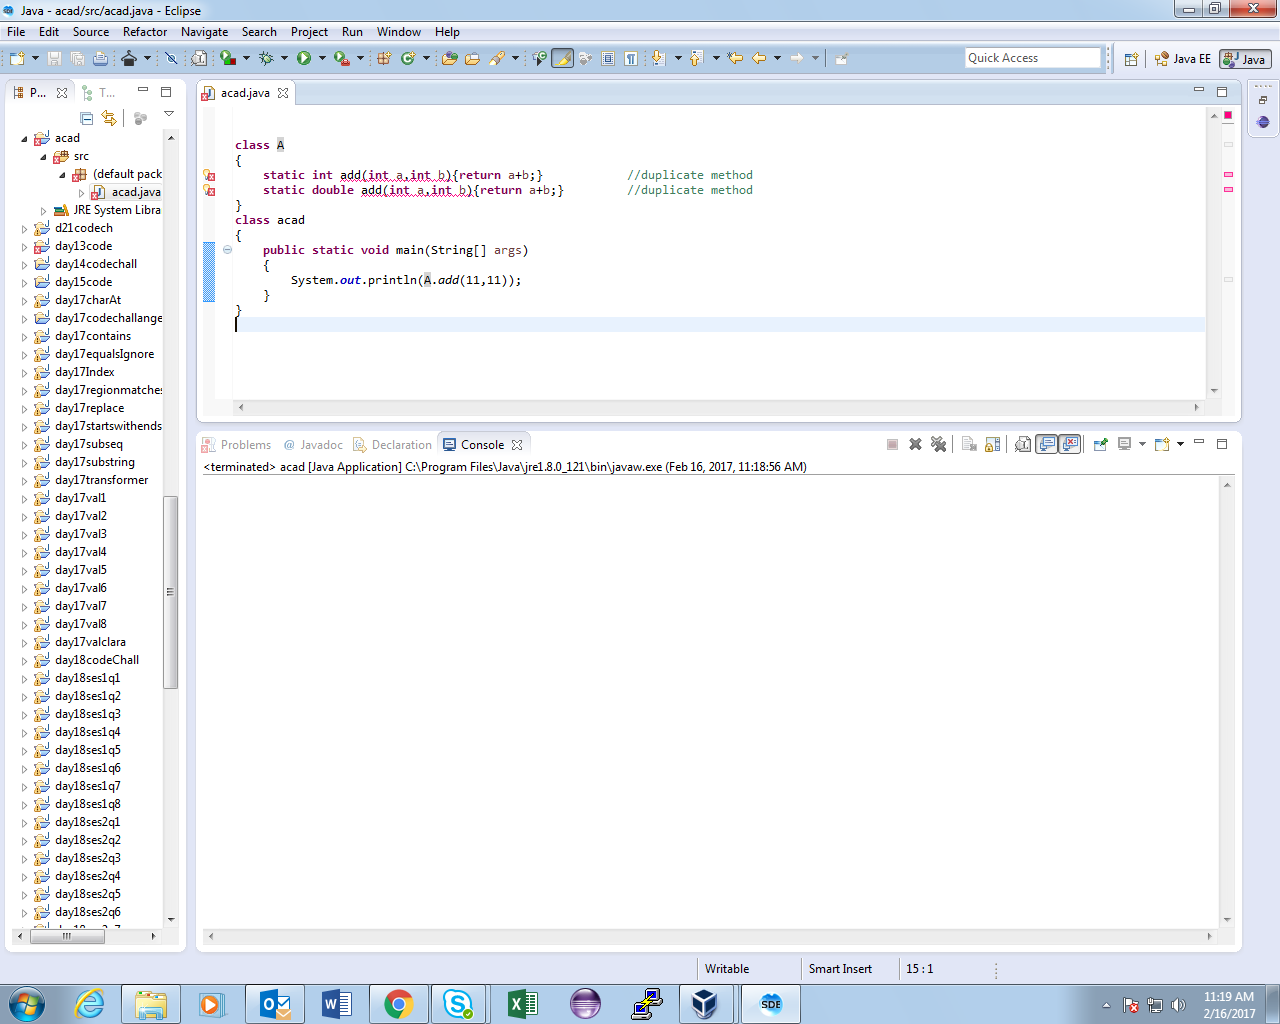 Java - acad/src/acad.java - Eclipse
File Edit Source Refactor Navigate Search Project Run Window Help
Quick Access
Java EE
Java
P...
T...
acad
src
(default pack
acad.java
JRE System Libra
d21codech
day13code
day14codechall
day15code
day17charAt
day17codechallange
day17contains
day17equalsIgnore
day17Index
day17regionmatches
day17replace
day17startswithends
day17subseq
day17substring
day17transformer
day17val1
day17val2
day17val3
day17val4
day17val5
day17val6
day17val7
day17val8
day17valclara
day18codeChall
day18ses1q1
day18ses1q2
day18ses1q3
day18ses1q4
day18ses1q5
day18ses1q6
day18ses1q7
day18ses1q8
day18ses2q1
day18ses2q2
day18ses2q3
day18ses2q4
day18ses2q5
day18ses2q6
acad.java
class A
{
static int add(int a,int b){return a+b;} //duplicate method
static double add(int a,int b){return a+b;} //duplicate method
}
class acad
{
public static void main(String[] args)
{
System.out.println(A.add(11,11));
}
}
Problems @ Javadoc Declaration Console
<terminated> acad [Java Application] C:\Program Files\Java\jre1.8.0_121\bin\javaw.exe (Feb 16, 2017, 11:18:56 AM)
Writable Smart Insert 15 : 1
SDE
11:19 AM
2/16/2017